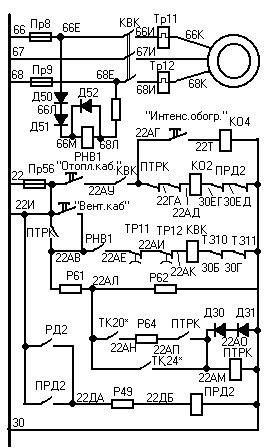 66 Пр8 66Е КВК 66И Тр11 66К
67 67И
68 Пр9 68Е 68И Тр12 68К
Д50 Д52
66Л
Д51
66М 68Л
РНВ1
"Интенс.обогр."
22АГ КО4
22Т
Пр56 "Отопл.каб."
22 22АУ КВК ПТРК КО2 ПРД2
22ГА 22АД 30ЕГ 30ЕД
"Вент.каб"
22И
ПТРК РНВ1 ТР11 22АИ ТР12 КВК Т310 Т311
22АВ 22АЕ 22АК 30Б 30Г
Р61 22АЛ Р62
Д30 Д31
ТК20* Р64 ПТРК
22АН 22АП 22АО
РД2 ТК24* ПТРК
22АМ
ПРД2 Р49 ПРД2
22ДА 22ДБ
30